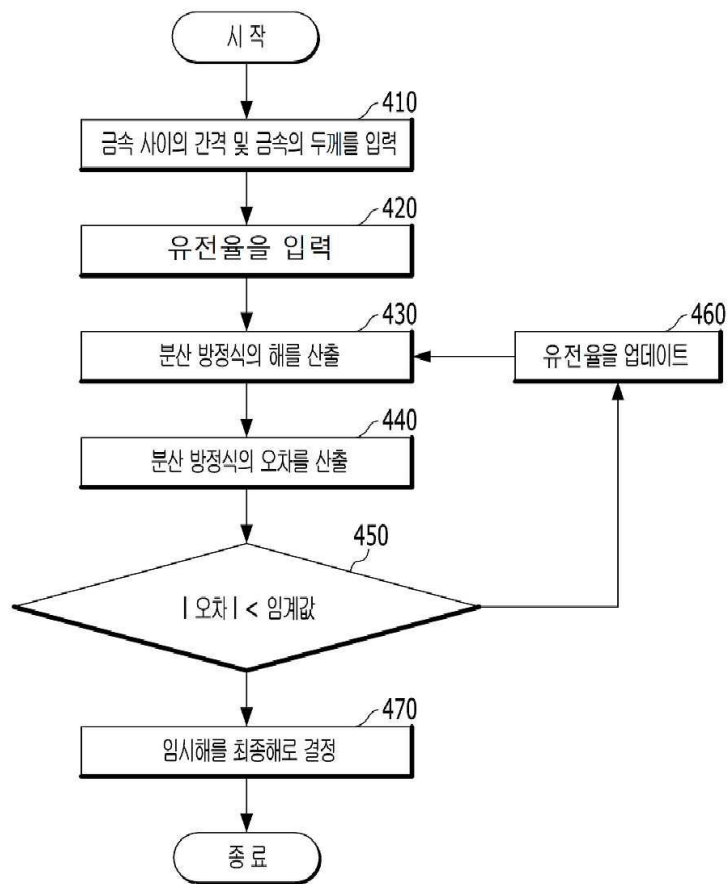 시 작
410
금속 사이의 간격 및 금속의 두께를 입력
420
유전율을 입력
430
분산 방정식의 해를 산출
460
유전율을 업데이트
440
분산 방정식의 오차를 산출
450
| 오차 | < 임계값
470
임시해를 최종해로 결정
종 료